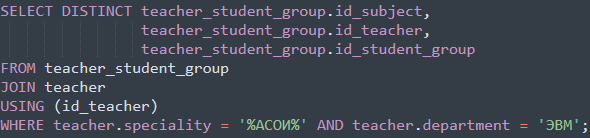 SELECT DISTINCT teacher_student_group.id_subject,
teacher_student_group.id_teacher,
teacher_student_group.id_student_group
FROM teacher_student_group
JOIN teacher
USING (id_teacher)
WHERE teacher.speciality = '%АСОИ%' AND teacher.department = 'ЭВМ';